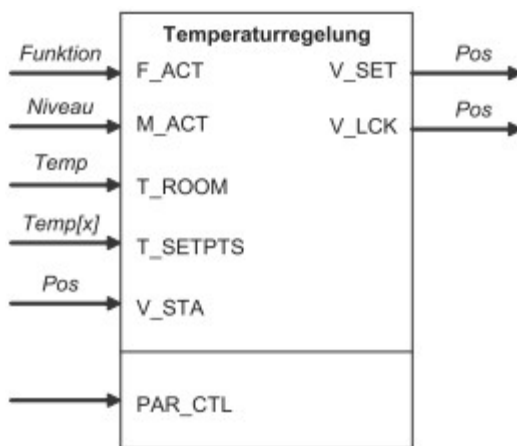 Temperaturregelung
Funktion F_ACT V_SET Pos
Niveau M_ACT V_LCK Pos
Temp T_ROOM
Temp[x] T_SETPTS
Pos V_STA
PAR_CTL